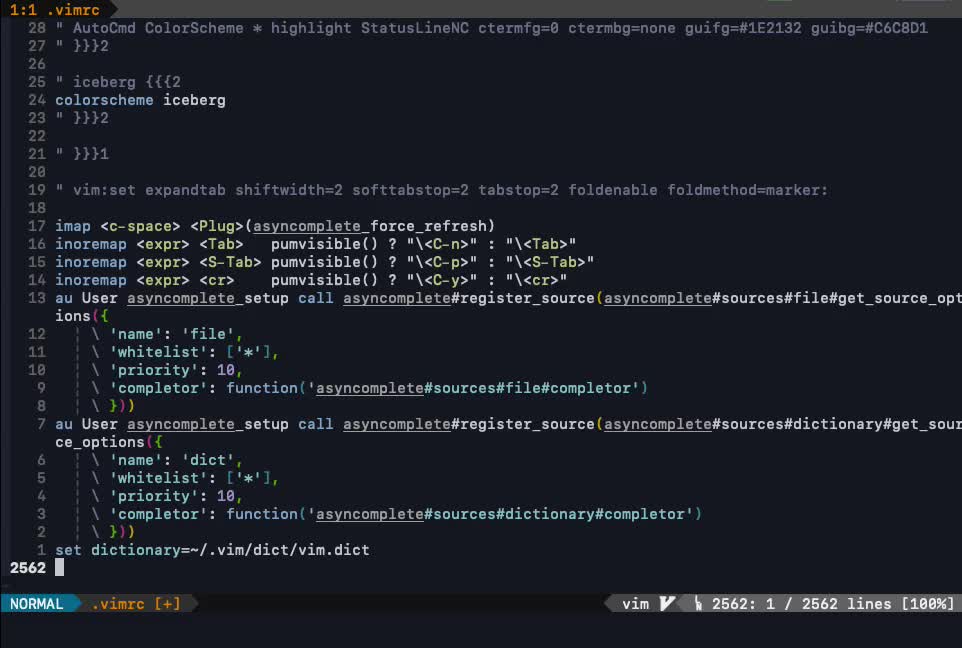 1:1 .vimrc
28 " AutoCmd ColorScheme * highlight StatusLineNC ctermfg=0 ctermbg=none guifg=#1E2132 guibg=#C6C8D1
27 " }}}2
26
25 " iceberg {{{2
24 colorscheme iceberg
23 " }}}2
22
21 " }}}1
20
19 " vim:set expandtab shiftwidth=2 softtabstop=2 tabstop=2 foldenable foldmethod=marker:
18
17 imap <c-space> <Plug>(asyncomplete_force_refresh)
16 inoremap <expr> <Tab>   pumvisible() ? "\<C-n>" : "\<Tab>"
15 inoremap <expr> <S-Tab> pumvisible() ? "\<C-p>" : "\<S-Tab>"
14 inoremap <expr> <cr>    pumvisible() ? "\<C-y>" : "\<cr>"
13 au User asyncomplete_setup call asyncomplete#register_source(asyncomplete#sources#file#get_source_opt
ions({
12   ¦ \ 'name': 'file',
11   ¦ \ 'whitelist': ['*'],
10   ¦ \ 'priority': 10,
9   ¦ \ 'completor': function('asyncomplete#sources#file#completor')
8   ¦ \ }))
7 au User asyncomplete_setup call asyncomplete#register_source(asyncomplete#sources#dictionary#get_sour
ce_options({
6   ¦ \ 'name': 'dict',
5   ¦ \ 'whitelist': ['*'],
4   ¦ \ 'priority': 10,
3   ¦ \ 'completor': function('asyncomplete#sources#dictionary#completor')
2   ¦ \ }))
1 set dictionary=~/.vim/dict/vim.dict
2562
NORMAL .vimrc [+] vim 2562: 1 / 2562 lines [100%]